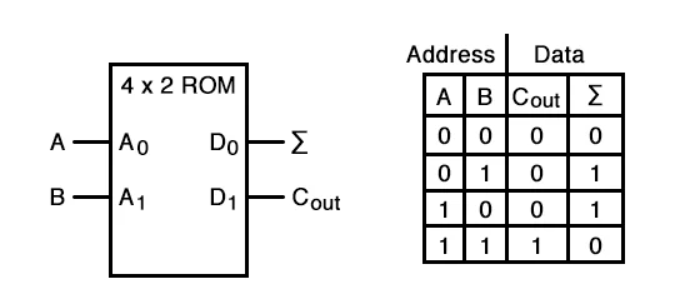 4 x 2 ROM
A A0 D0 Σ
B A1 D1 Cout
Address Data
A B Cout Σ
0 0 0 0
0 1 0 1
1 0 0 1
1 1 1 0